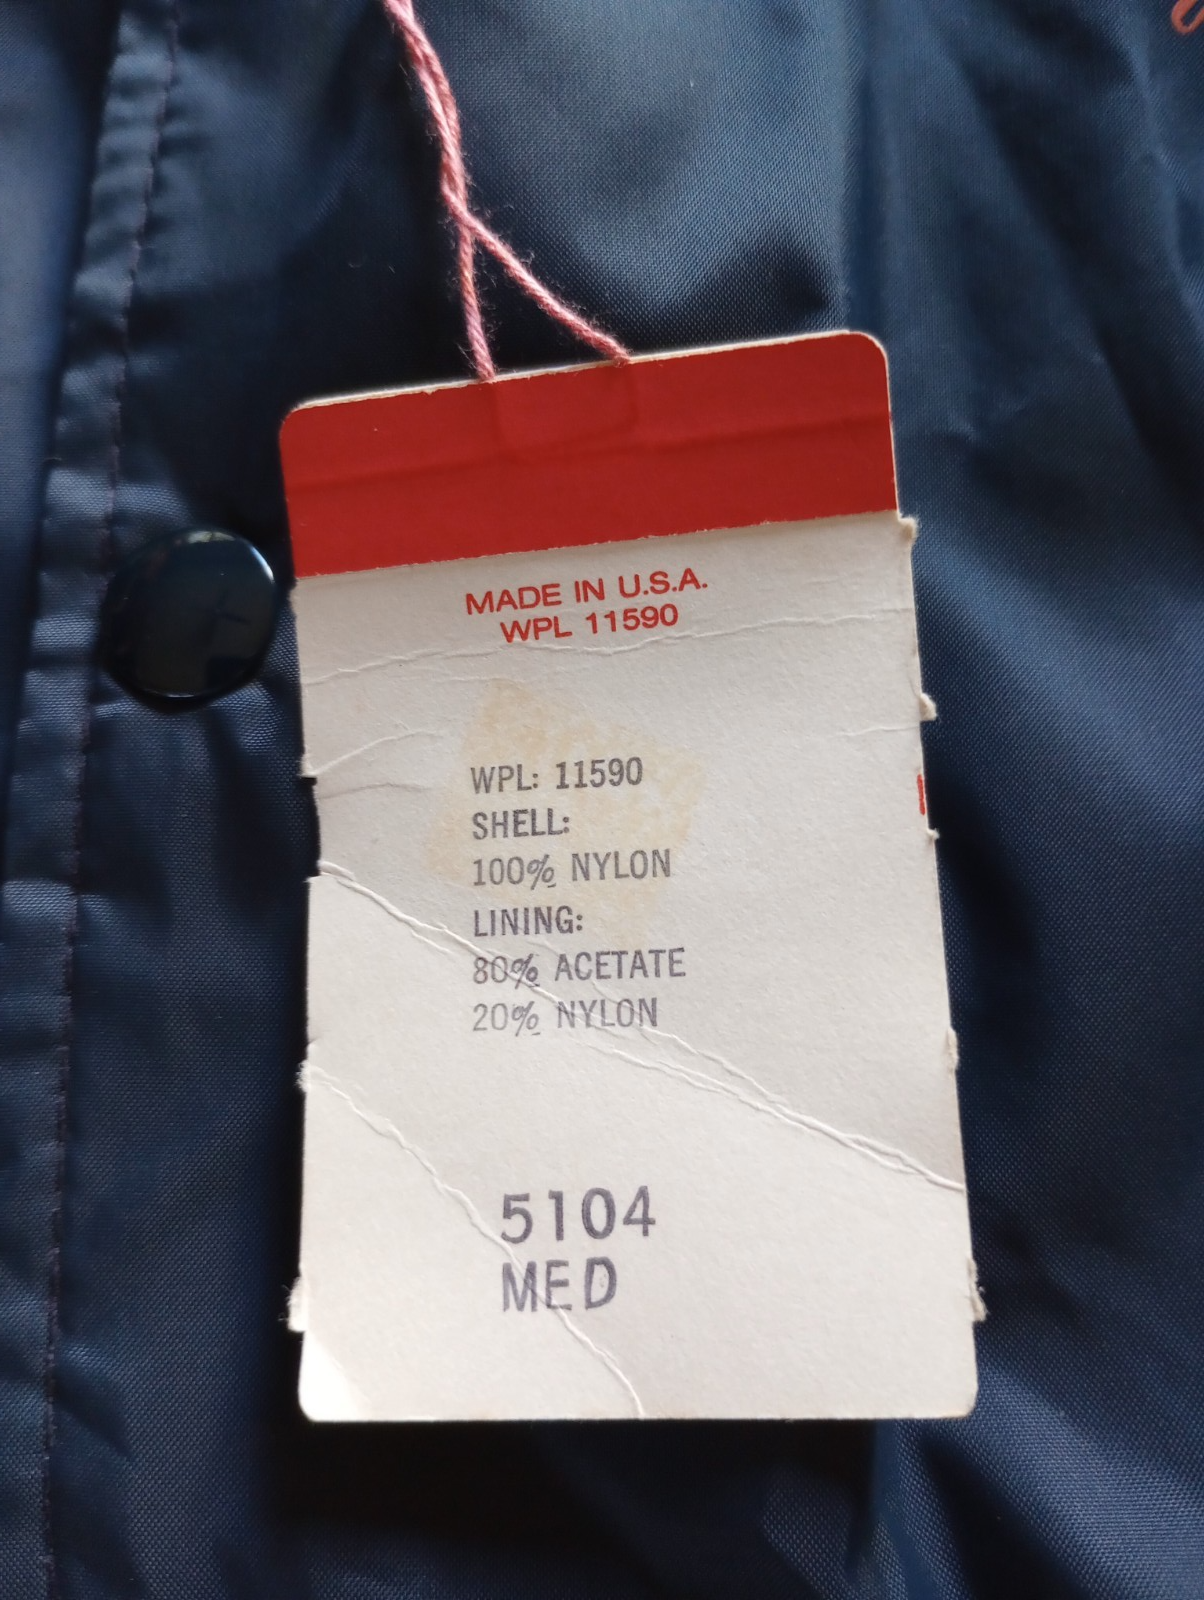 MADE IN U.S.A.
WPL 11590
WPL: 11590
SHELL:
100% NYLON
LINING:
80% ACETATE
20% NYLON
5104
MED